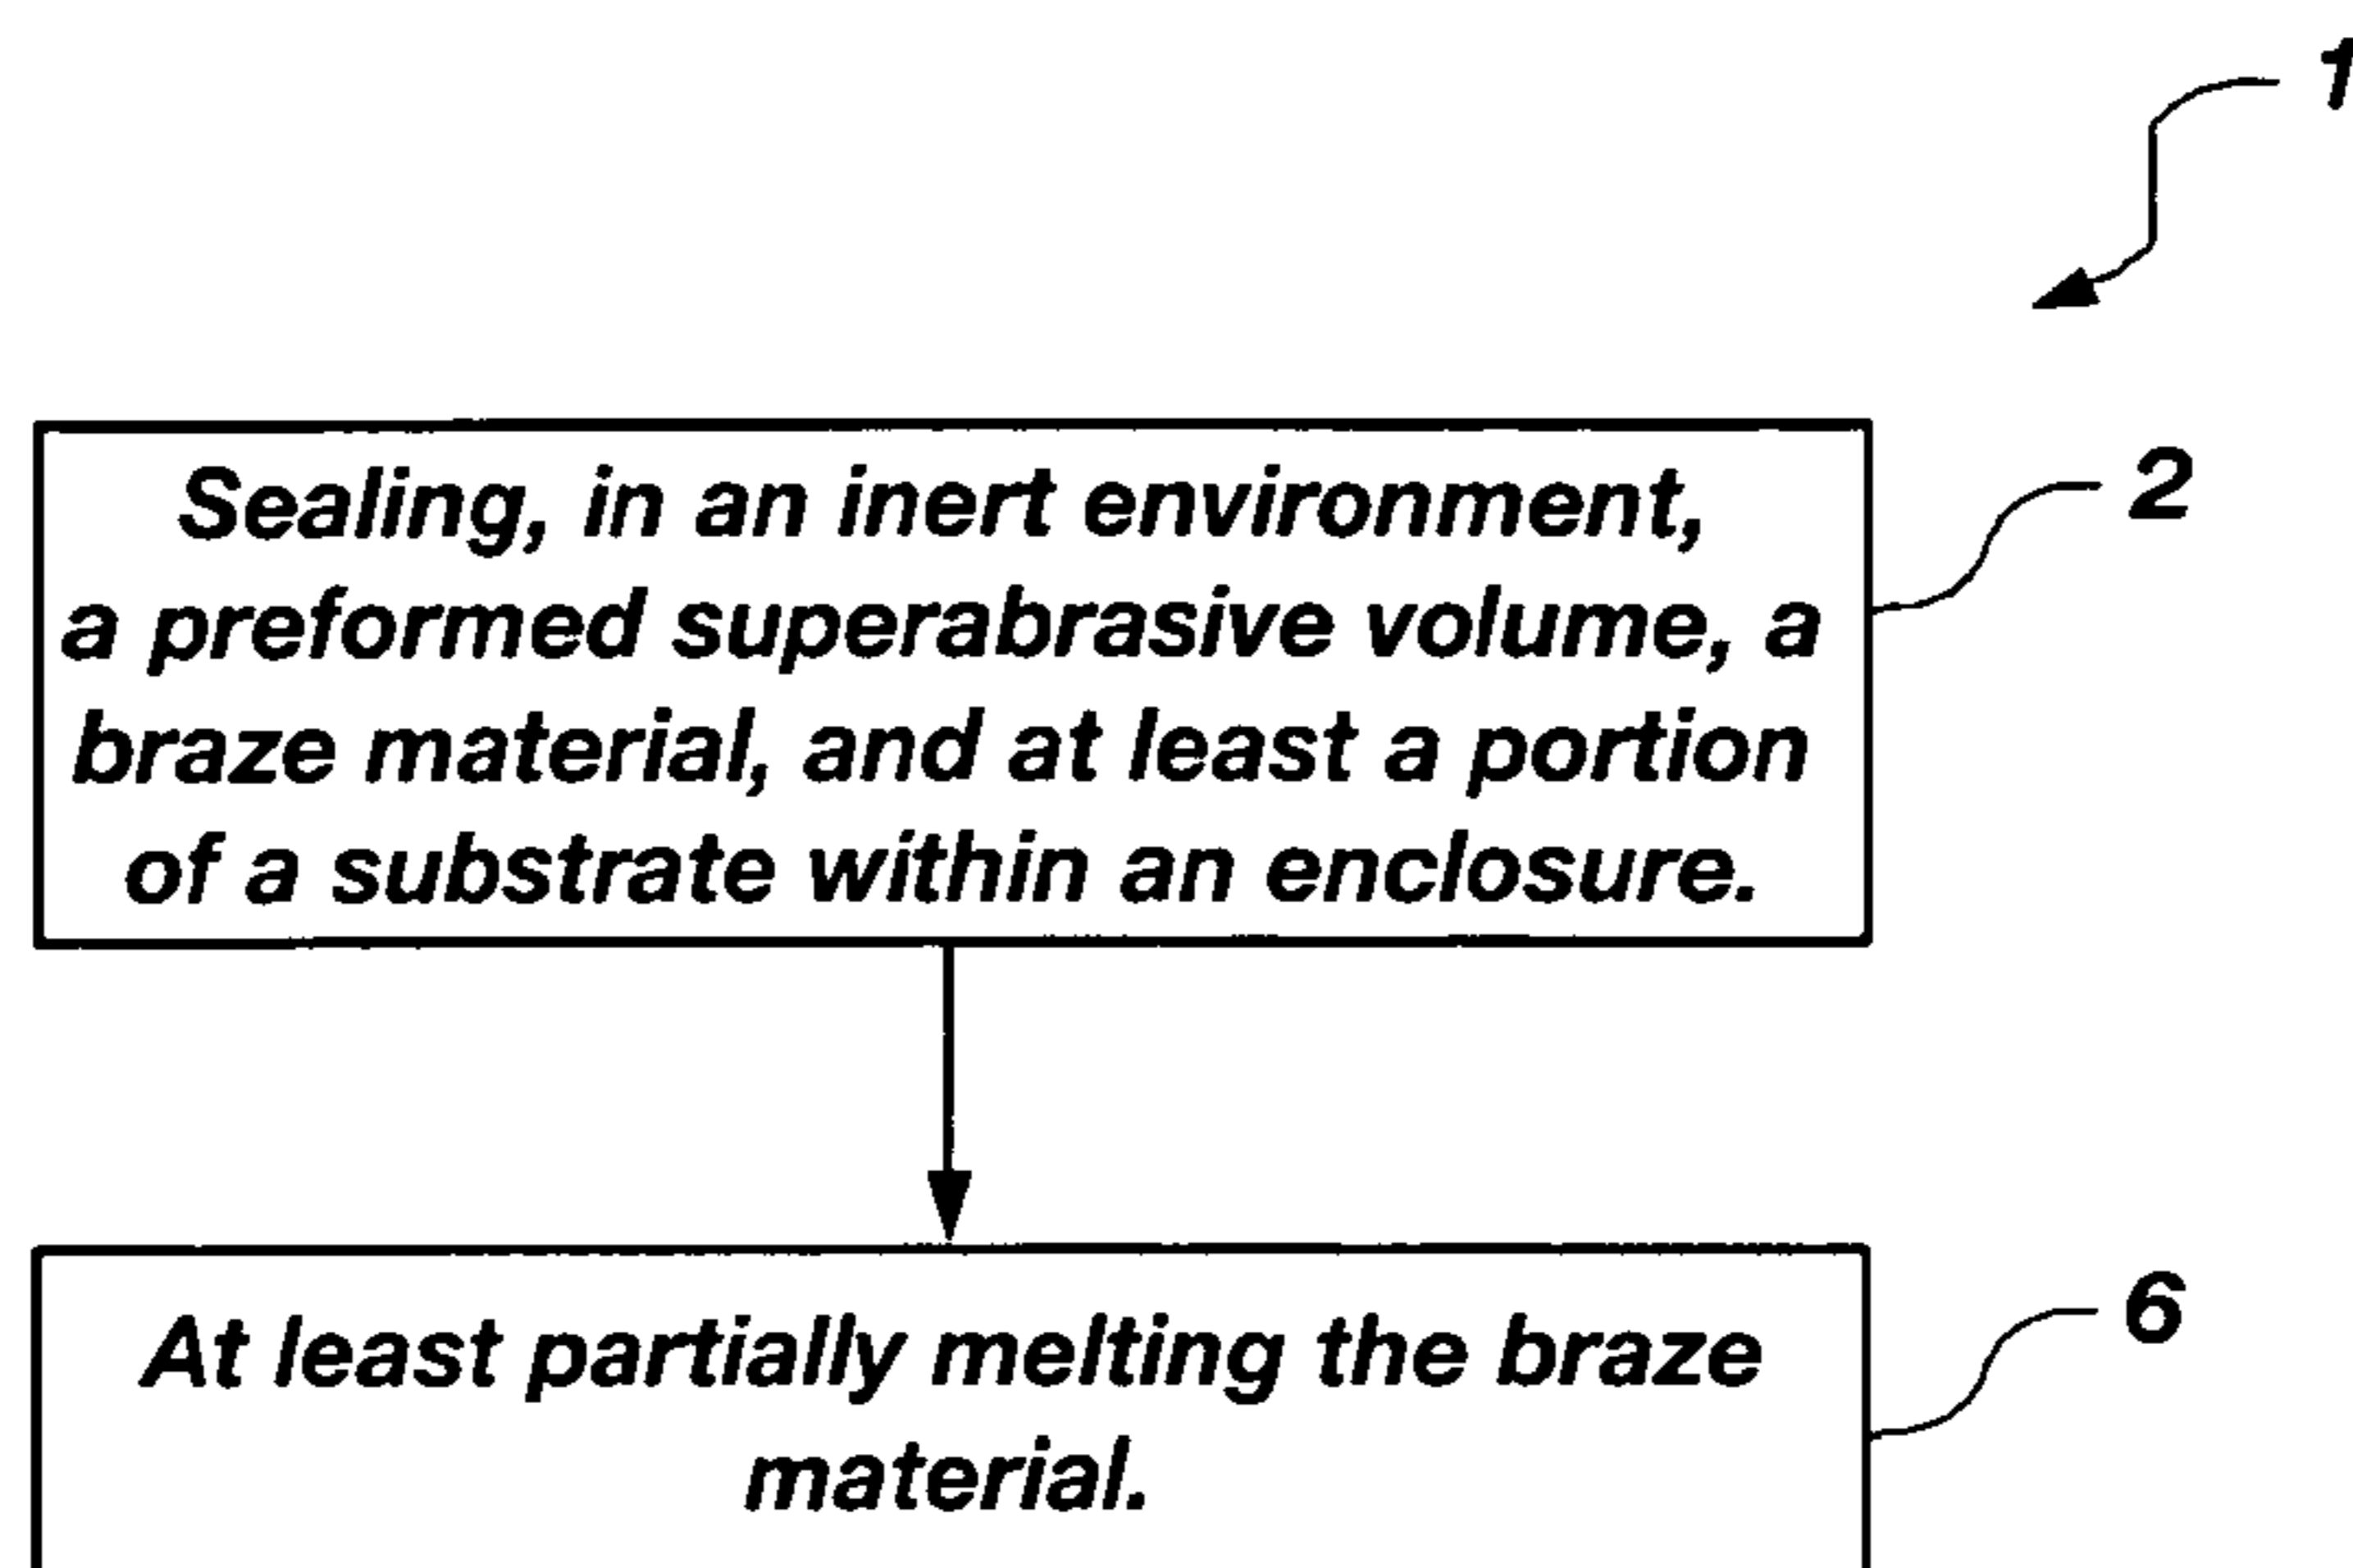 1
Sealing, in an inert environment,
a preformed superabrasive volume, a
braze material, and at least a portion
of a substrate within an enclosure.
2
At least partially melting the braze
material.
6